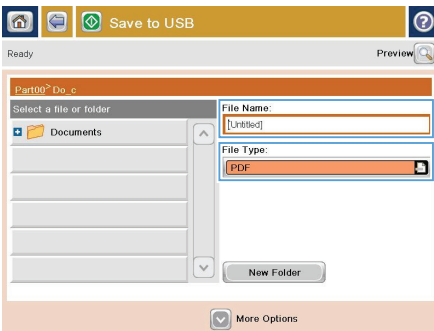 Save to USB
Ready
Preview
Part00>Do_c
Select a file or folder
File Name:
Documents
[Untitled]
File Type:
PDF
New Folder
More Options